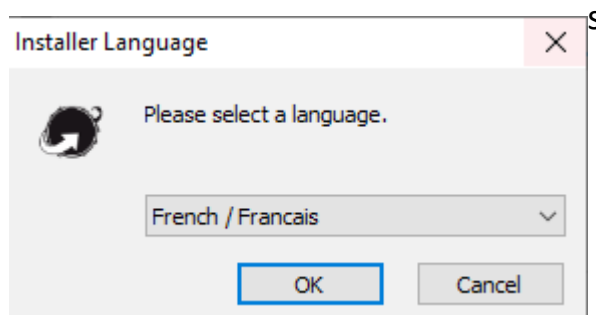 Installer Language
Please select a language.
French / Francais
OK
Cancel